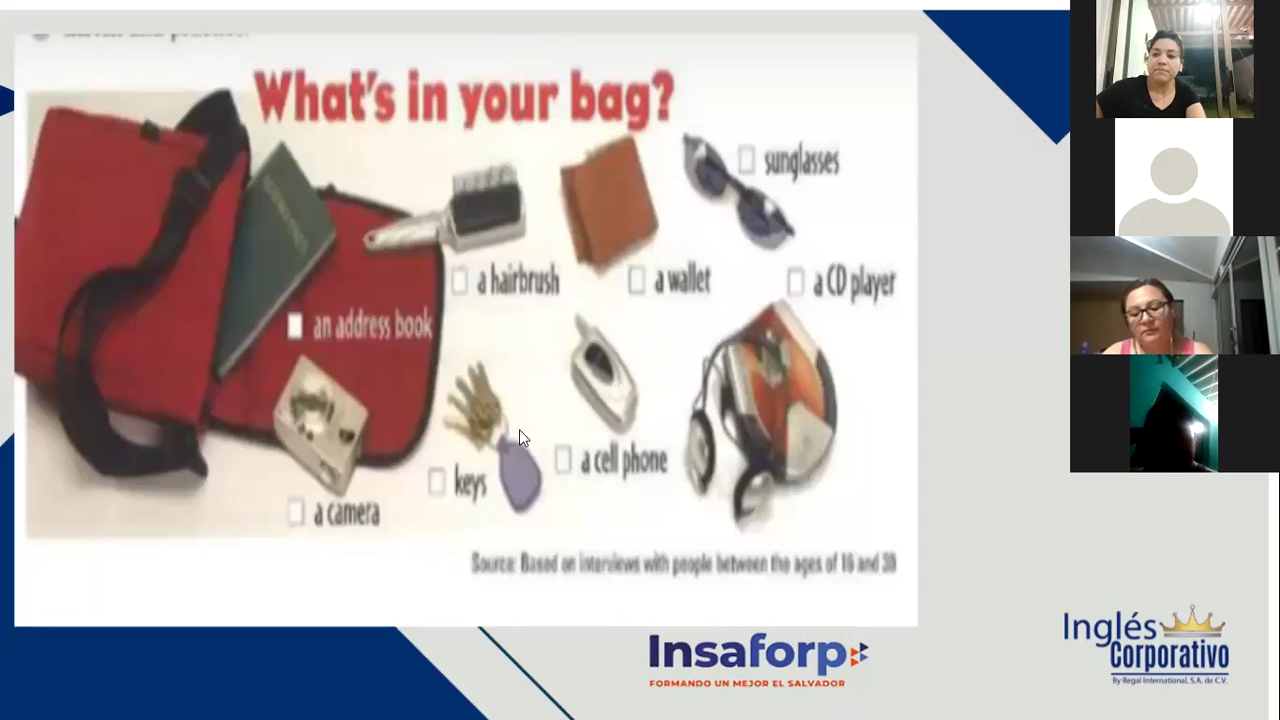 What's in your bag?
sunglasses
a hairbrush
a wallet
a CD player
an address book
keys
a cell phone
a camera
Source: Based on interviews with people between the ages of 16 and 30
Insaforp
FORMANDO UN MEJOR EL SALVADOR
Inglés
Corporativo
By Regal International, S.A. de C.V.